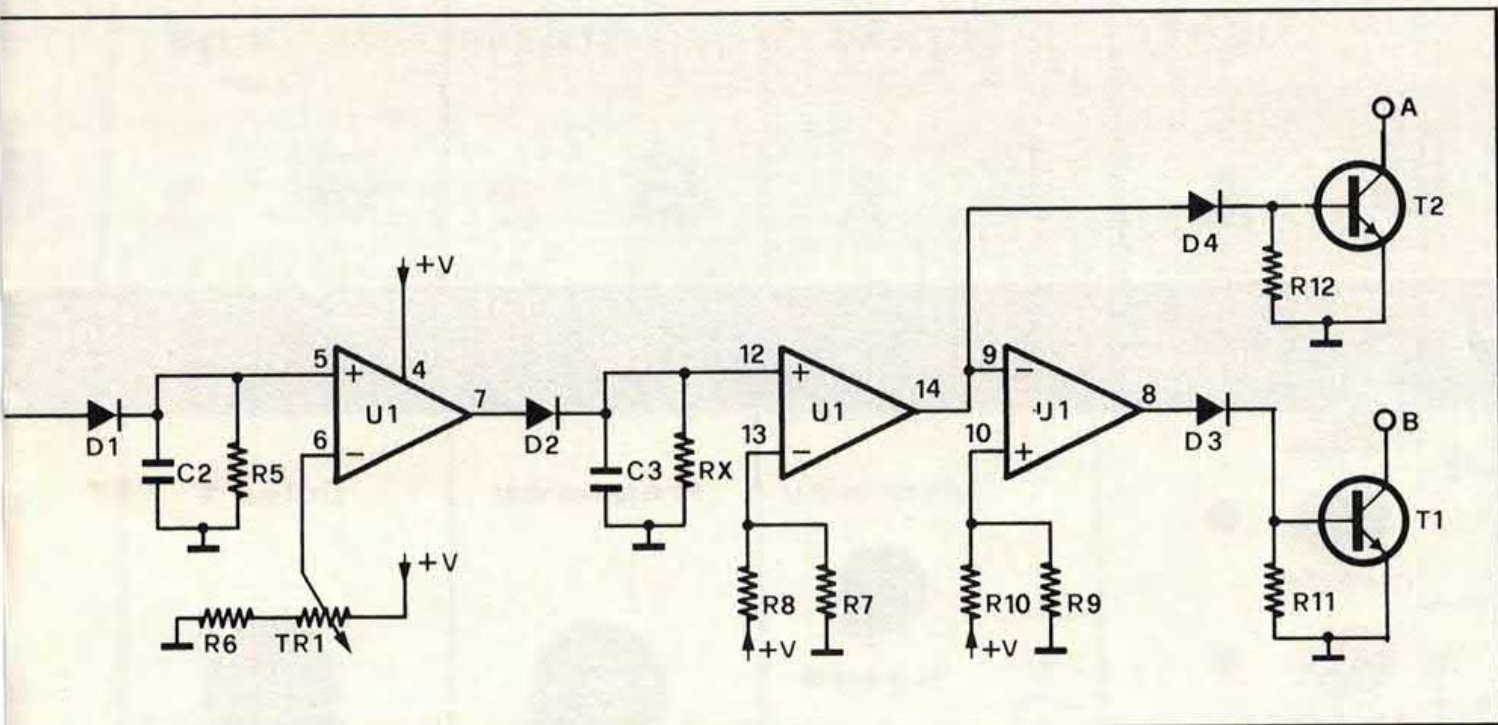 A
T2
D4
R12
+V
5
+
4
U1
7
6
−
D1
C2
R5
D2
12
+
U1
14
13
−
C3
RX
9
−
U1
8
10
+
D3
B
T1
+V
R6
TR1
R8
R7
+V
R10
R9
+V
R11